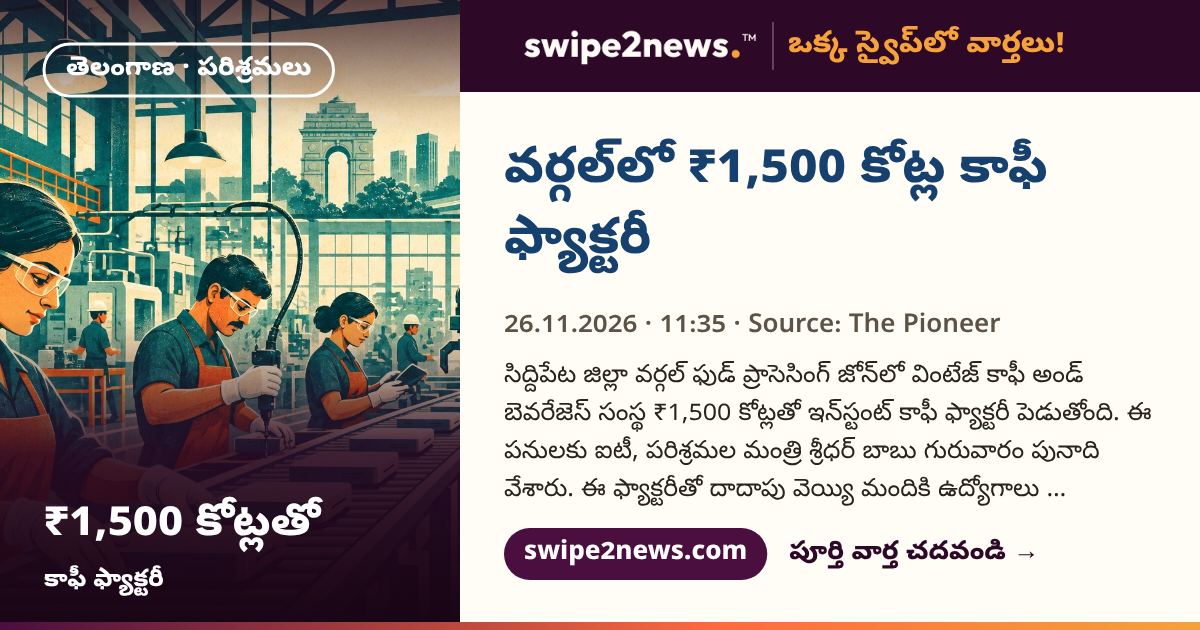 తెలంగాణ · పరిశ్రమలు
₹1,500 కోట్లతో
కాఫీ ఫ్యాక్టరీ
swipe2news.™ ఒక్క స్వైప్‌లో వార్తలు!
వర్గల్‌లో ₹1,500 కోట్ల కాఫీ
ఫ్యాక్టరీ
26.11.2026 · 11:35 · Source: The Pioneer
సిద్దిపేట జిల్లా వర్గల్ ఫుడ్ ప్రాసెసింగ్ జోన్‌లో వింటేజ్ కాఫీ అండ్
బెవరేజెస్ సంస్థ ₹1,500 కోట్లతో ఇన్‌స్టంట్ కాఫీ ఫ్యాక్టరీ పెడుతోంది. ఈ
పనులకు ఐటీ, పరిశ్రమల మంత్రి శ్రీధర్ బాబు గురువారం పునాది
వేశారు. ఈ ఫ్యాక్టరీతో దాదాపు వెయ్యి మందికి ఉద్యోగాలు ...
swipe2news.com పూర్తి వార్త చదవండి →